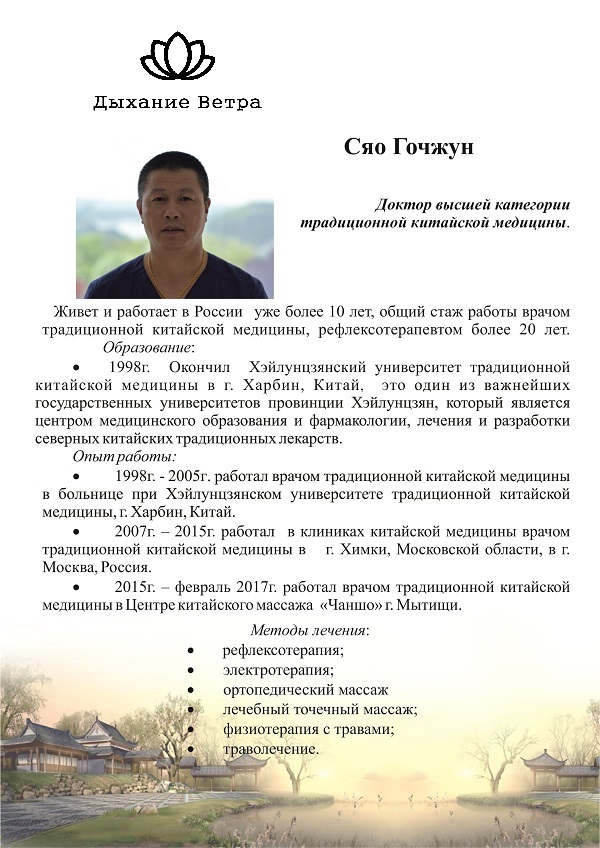 Дыхание Ветра
Сяо Гочжун
Доктор высшей категории
традиционной китайской медицины.
Живет и работает в России уже более 10 лет, общий стаж работы врачом
традиционной китайской медицины, рефлексотерапевтом более 20 лет.
Образование:
• 1998г. Окончил Хэйлунцзянский университет традиционной
китайской медицины в г. Харбин, Китай, это один из важнейших
государственных университетов провинции Хэйлунцзян, который является
центром медицинского образования и фармакологии, лечения и разработки
северных китайских традиционных лекарств.
Опыт работы:
• 1998г. - 2005г. работал врачом традиционной китайской медицины
в больнице при Хэйлунцзянском университете традиционной китайской
медицины, г. Харбин, Китай.
• 2007г. – 2015г. работал в клиниках китайской медицины врачом
традиционной китайской медицины в г. Химки, Московской области, в г.
Москва, Россия.
• 2015г. – февраль 2017г. работал врачом традиционной китайской
медицины в Центре китайского массажа «Чаншо» г. Мытищи.
Методы лечения:
• рефлексотерапия;
• электротерапия;
• ортопедический массаж
• лечебный точечный массаж;
• физиотерапия с травами;
• траволечение.